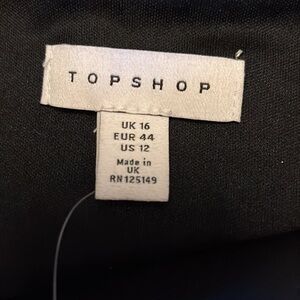 TOPSHOP
UK 16
EUR 44
US 12
Made in
UK
RN125149